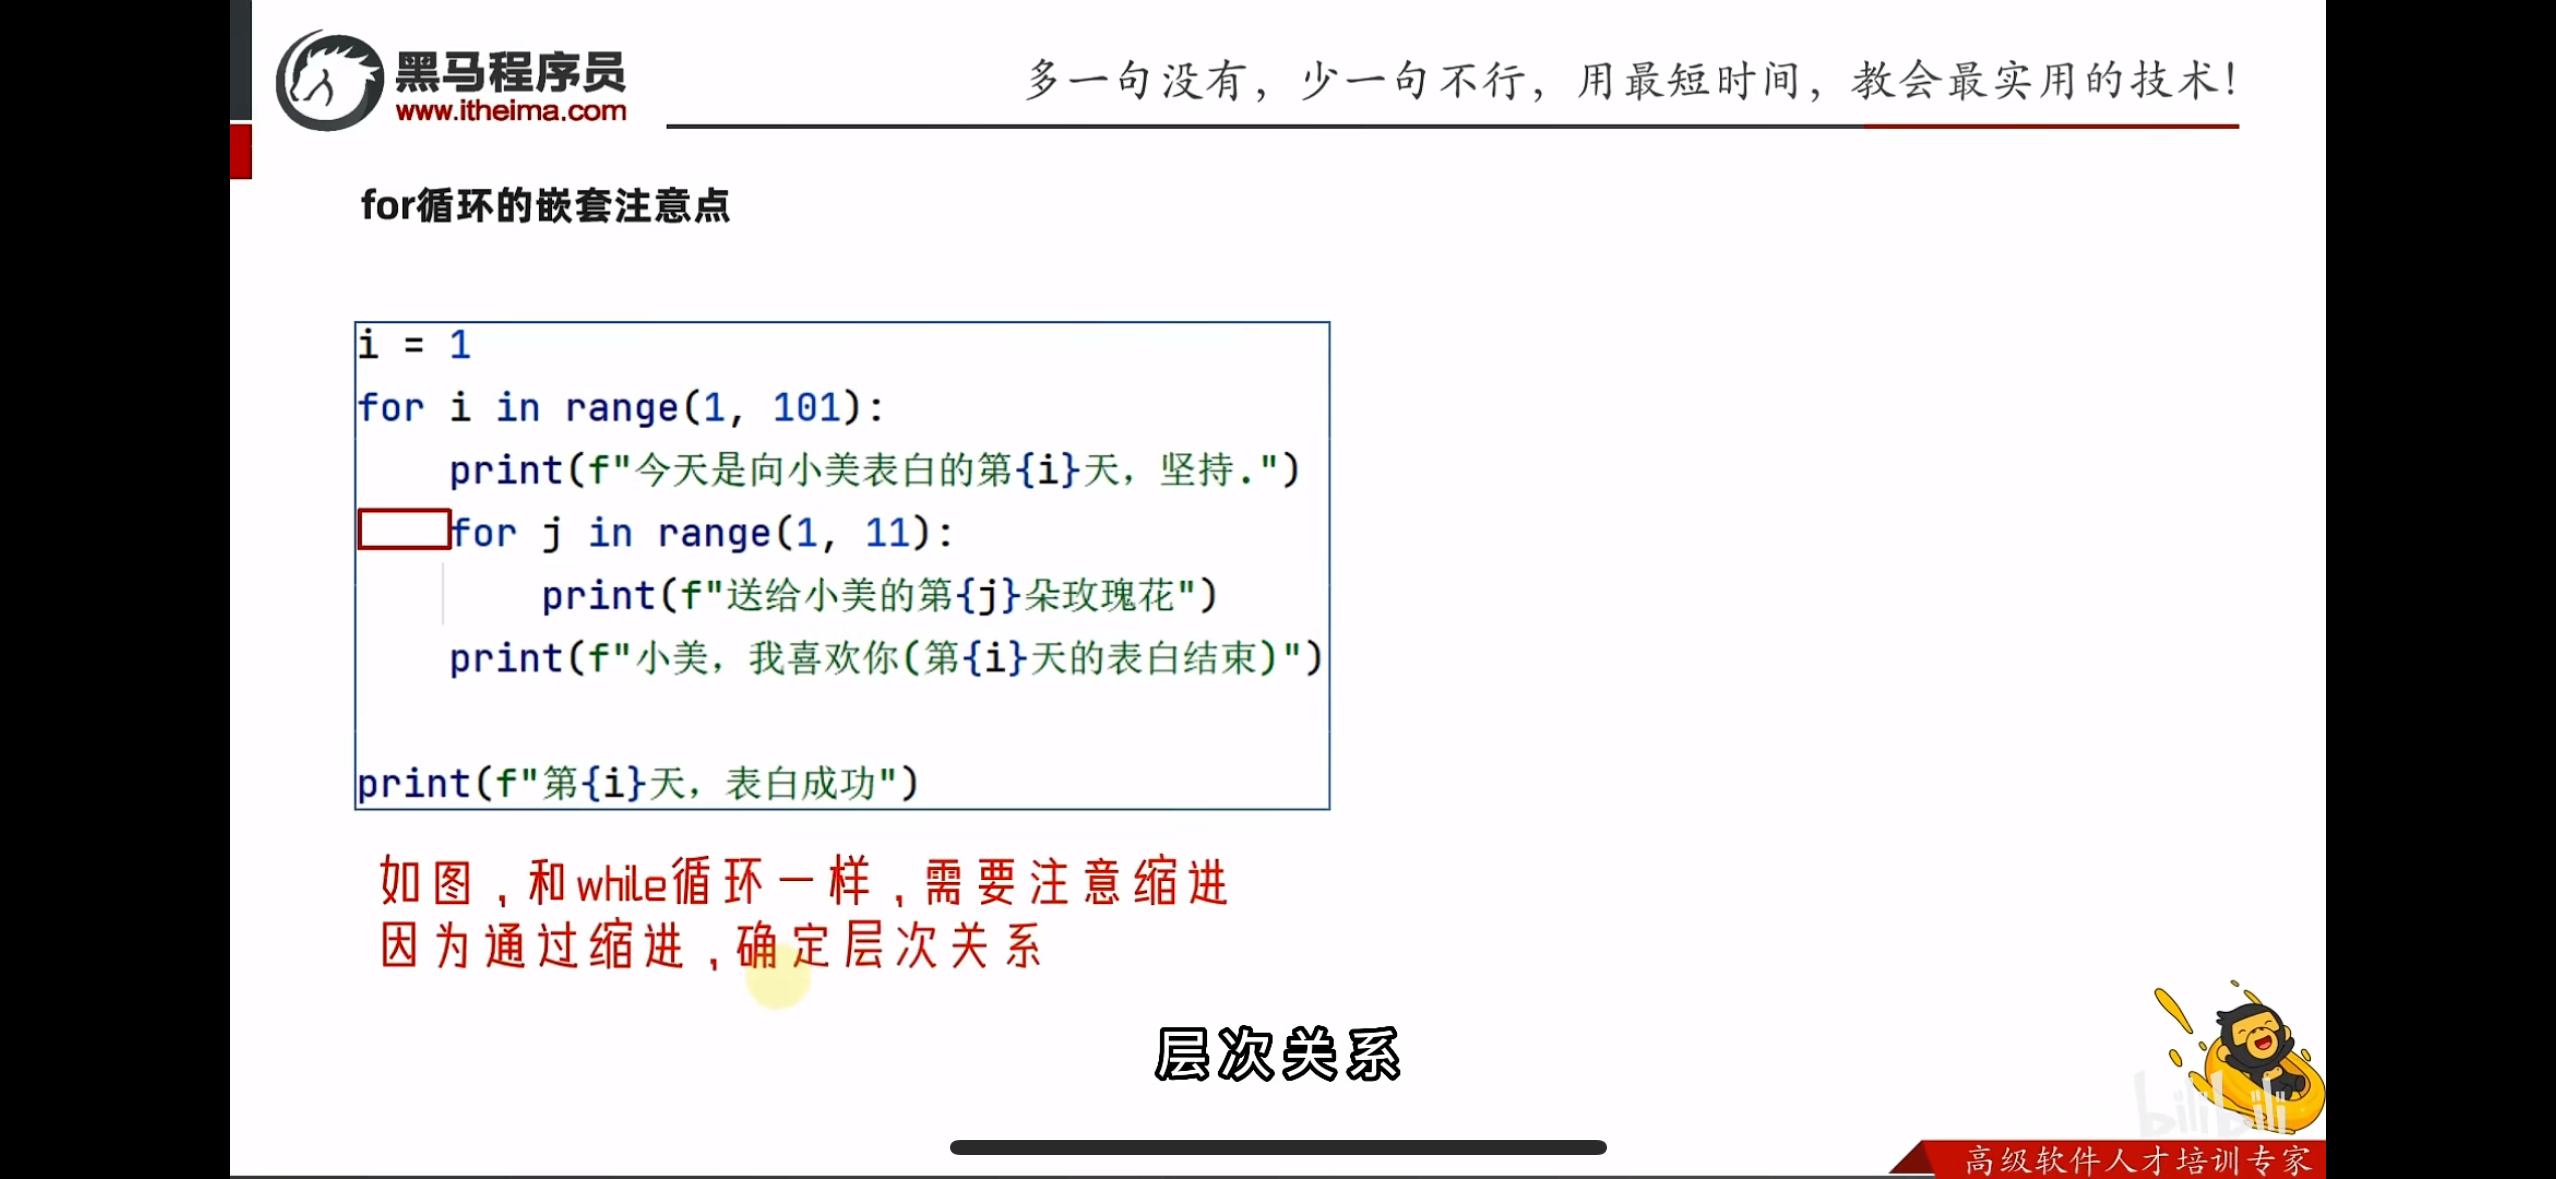 黑马程序员
www.itheima.com
多一句没有，少一句不行，用最短时间，教会最实用的技术！
for循环的嵌套注意点
i = 1
for i in range(1, 101):
    print(f"今天是向小美表白的第{i}天，坚持.")
    for j in range(1, 11):
        print(f"送给小美的第{j}朵玫瑰花")
    print(f"小美，我喜欢你(第{i}天的表白结束)")
print(f"第{i}天，表白成功")
如图，和while循环一样，需要注意缩进
因为通过缩进，确定层次关系
层次关系
bilibili
高级软件人才培训专家